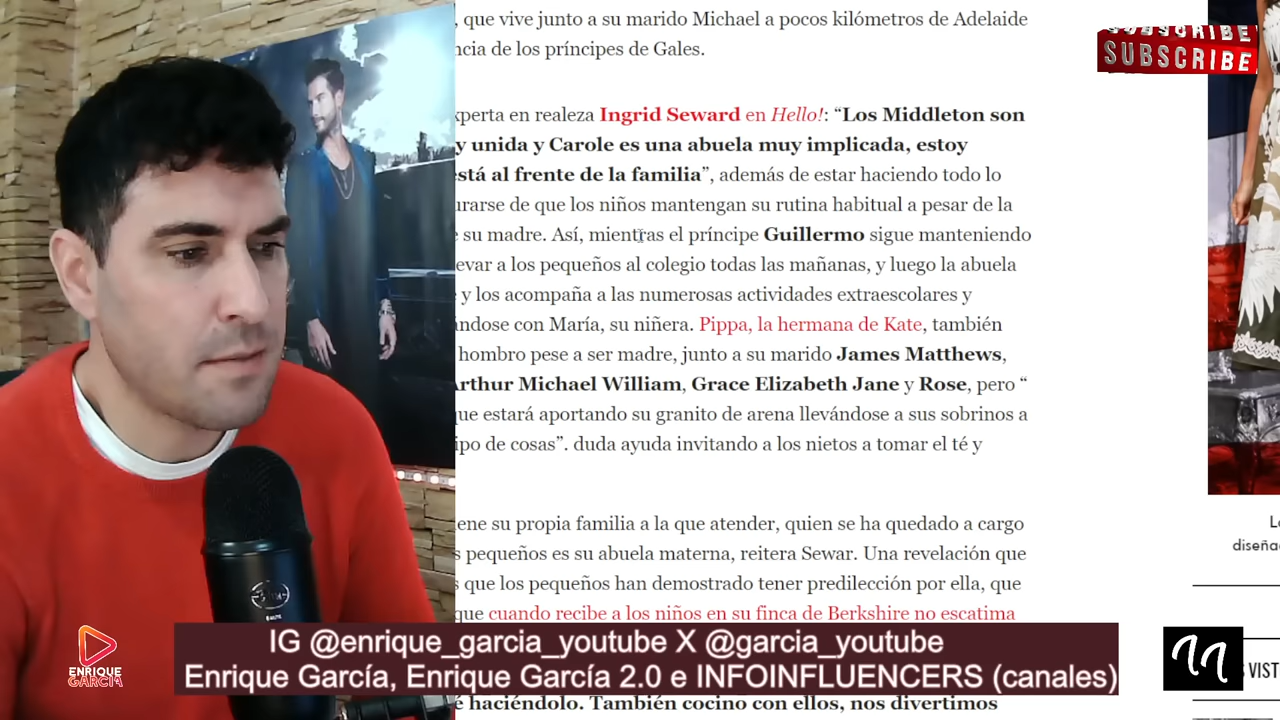 , que vive junto a su marido Michael a pocos kilómetros de Adelaide
ncia de los príncipes de Gales.
SUBSCRIBE
SUBSCRIBE
xperta en realeza Ingrid Seward en Hello!: “Los Middleton son
y unida y Carole es una abuela muy implicada, estoy
stá al frente de la familia”, además de estar haciendo todo lo
urarse de que los niños mantengan su rutina habitual a pesar de la
e su madre. Así, mientras el príncipe Guillermo sigue manteniendo
levar a los pequeños al colegio todas las mañanas, y luego la abuela
e y los acompaña a las numerosas actividades extraescolares y
ándose con María, su niñera. Pippa, la hermana de Kate, también
hombro pese a ser madre, junto a su marido James Matthews,
Arthur Michael William, Grace Elizabeth Jane y Rose, pero “
que estará aportando su granito de arena llevándose a sus sobrinos a
ipo de cosas”. duda ayuda invitando a los nietos a tomar el té y
ene su propia familia a la que atender, quien se ha quedado a cargo
s pequeños es su abuela materna, reitera Sewar. Una revelación que
s que los pequeños han demostrado tener predilección por ella, que
que cuando recibe a los niños en su finca de Berkshire no escatima
é haciéndolo. También cocino con ellos, nos divertimos
L
diseña
S VIST
ENRIQUE
GARCÍA
IG @enrique_garcia_youtube X @garcia_youtube
Enrique García, Enrique García 2.0 e INFOINFLUENCERS (canales)